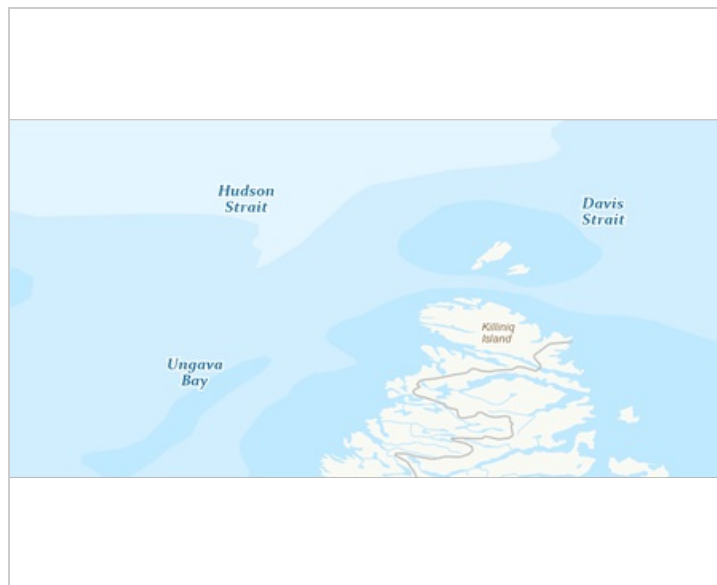 Hudson
Strait
Davis
Strait
Killiniq
Island
Ungava
Bay